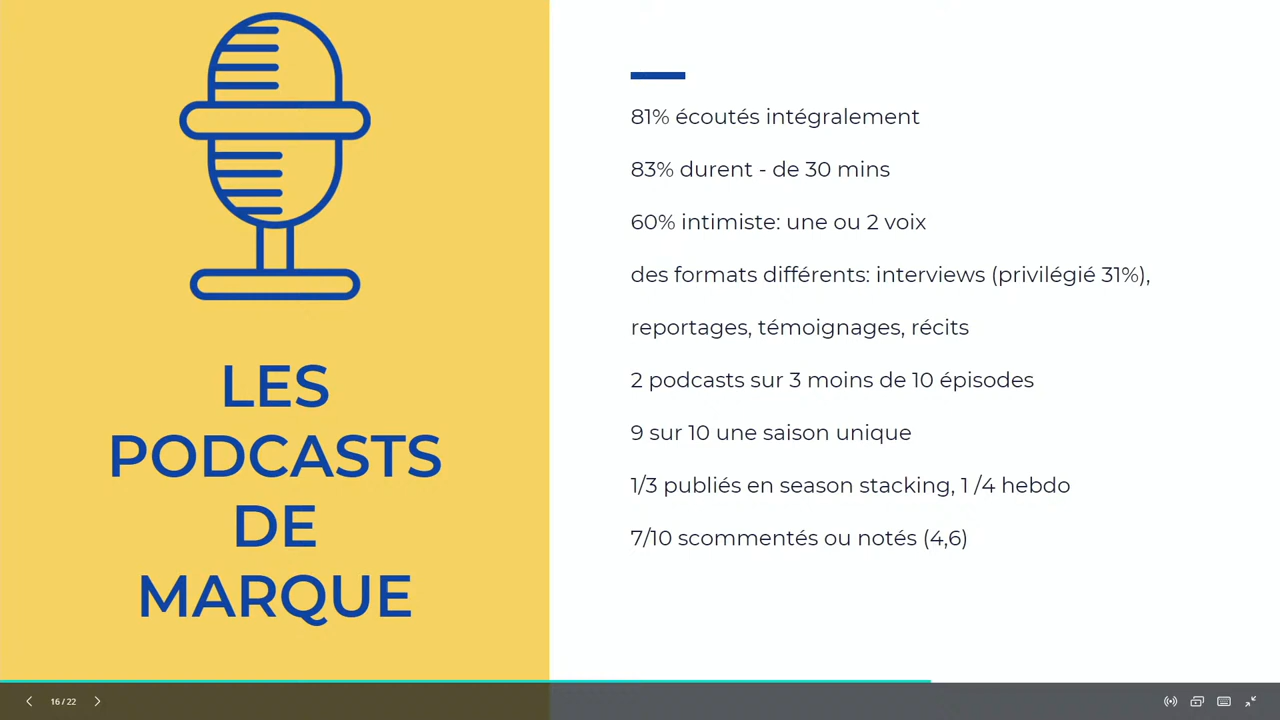 LES
PODCASTS
DE
MARQUE
81% écoutés intégralement
83% durent - de 30 mins
60% intimiste: une ou 2 voix
des formats différents: interviews (privilégié 31%),
reportages, témoignages, récits
2 podcasts sur 3 moins de 10 épisodes
9 sur 10 une saison unique
1/3 publiés en season stacking, 1 /4 hebdo
7/10 scommentés ou notés (4,6)
16 / 22